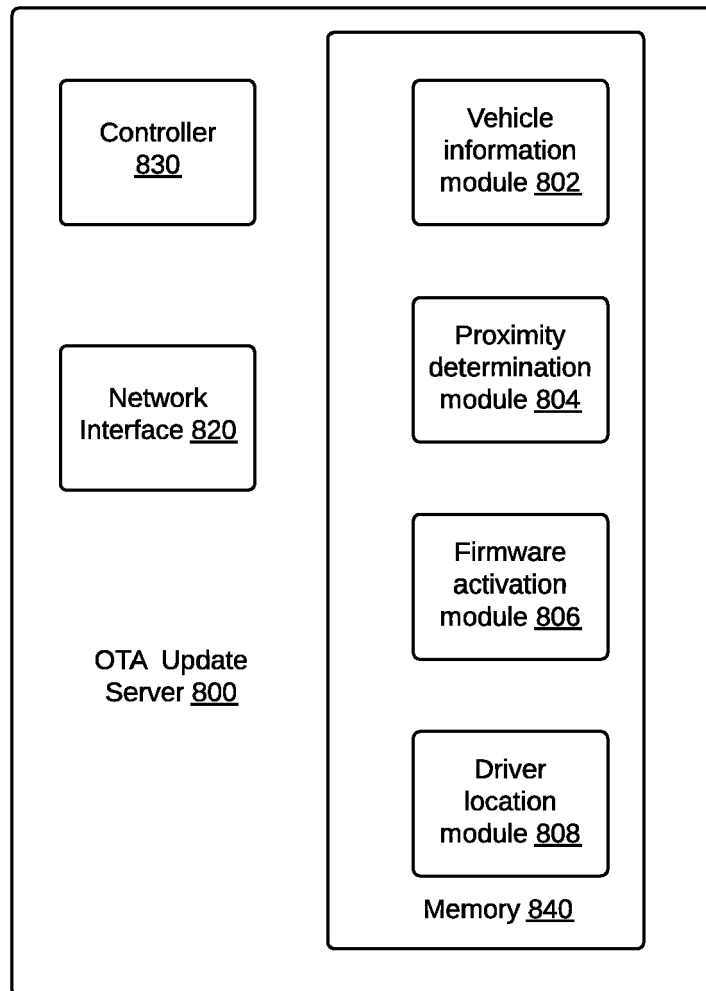 Controller
830
Network
Interface 820
OTA Update
Server 800
Vehicle
information
module 802
Proximity
determination
module 804
Firmware
activation
module 806
Driver
location
module 808
Memory 840